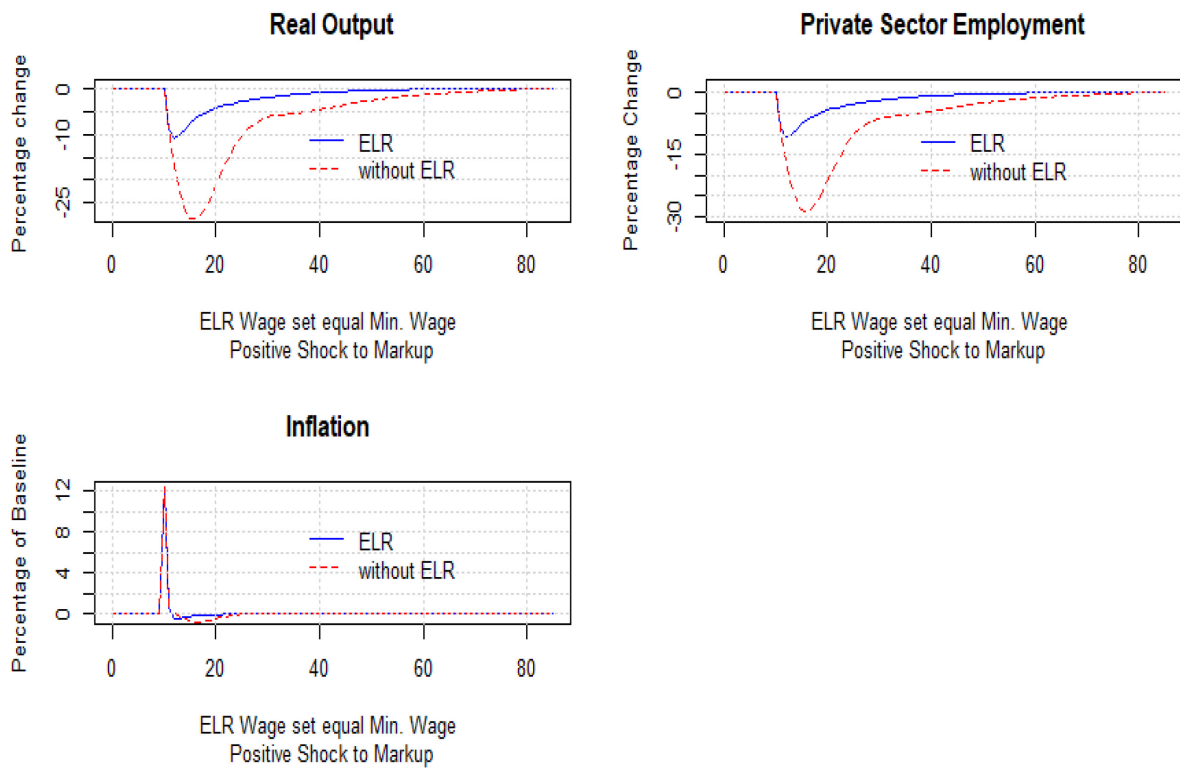 Real Output
Percentage change
0
-10
-25
ELR
without ELR
0 20 40 60 80
ELR Wage set equal Min. Wage
Positive Shock to Markup
Private Sector Employment
Percentage Change
0
-15
-30
ELR
without ELR
0 20 40 60 80
ELR Wage set equal Min. Wage
Positive Shock to Markup
Inflation
Percentage of Baseline
12
8
4
0
ELR
without ELR
0 20 40 60 80
ELR Wage set equal Min. Wage
Positive Shock to Markup